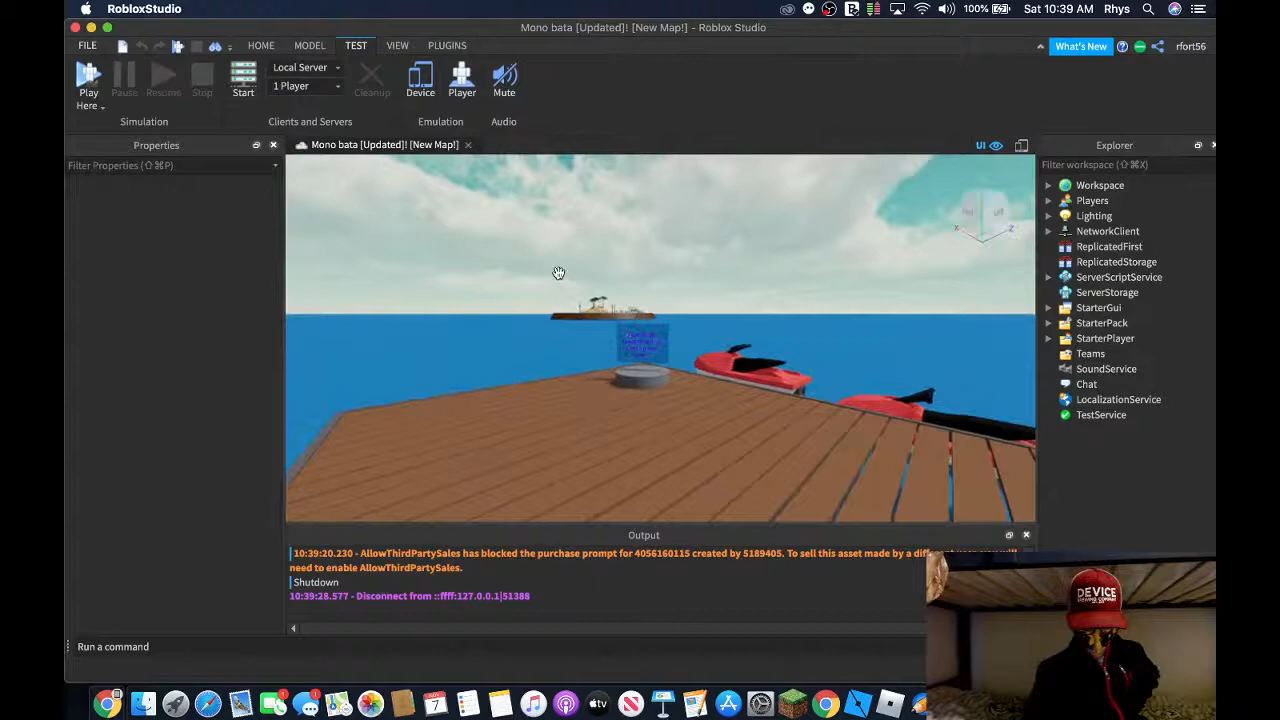 RobloxStudio
100%
Sat 10:39 AM
Rhys
Mono bata [Updated]! [New Map!] - Roblox Studio
FILE
HOME
MODEL
TEST
VIEW
PLUGINS
What's New
rfort56
Play
Here
Pause
Resume
Stop
Start
Local Server
1 Player
Cleanup
Device
Player
Mute
Simulation
Clients and Servers
Emulation
Audio
Properties
Mono bata [Updated]! [New Map!]
UI
Explorer
Filter Properties (⇧⌘P)
Filter workspace (⇧⌘X)
Workspace
Players
Lighting
NetworkClient
ReplicatedFirst
ReplicatedStorage
ServerScriptService
ServerStorage
StarterGui
StarterPack
StarterPlayer
Teams
SoundService
Chat
LocalizationService
TestService
X
Z
Output
10:39:20.230 - AllowThirdPartySales has blocked the purchase prompt for 4056160115 created by 5189405. To sell this asset made by a
need to enable AllowThirdPartySales.
Shutdown
10:39:28.577 - Disconnect from ::ffff:127.0.0.1|51388
Run a command
DEVICE
1
1
7
tv